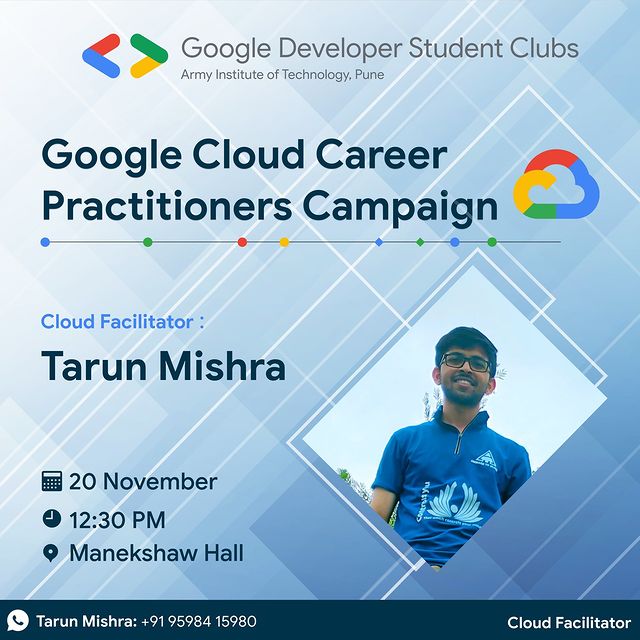 Google Developer Student Clubs
Army Institute of Technology, Pune
Google Cloud Career
Practitioners Campaign
Cloud Facilitator :
Tarun Mishra
20 November
12:30 PM
Manekshaw Hall
Tarun Mishra: +91 95984 15980
Cloud Facilitator